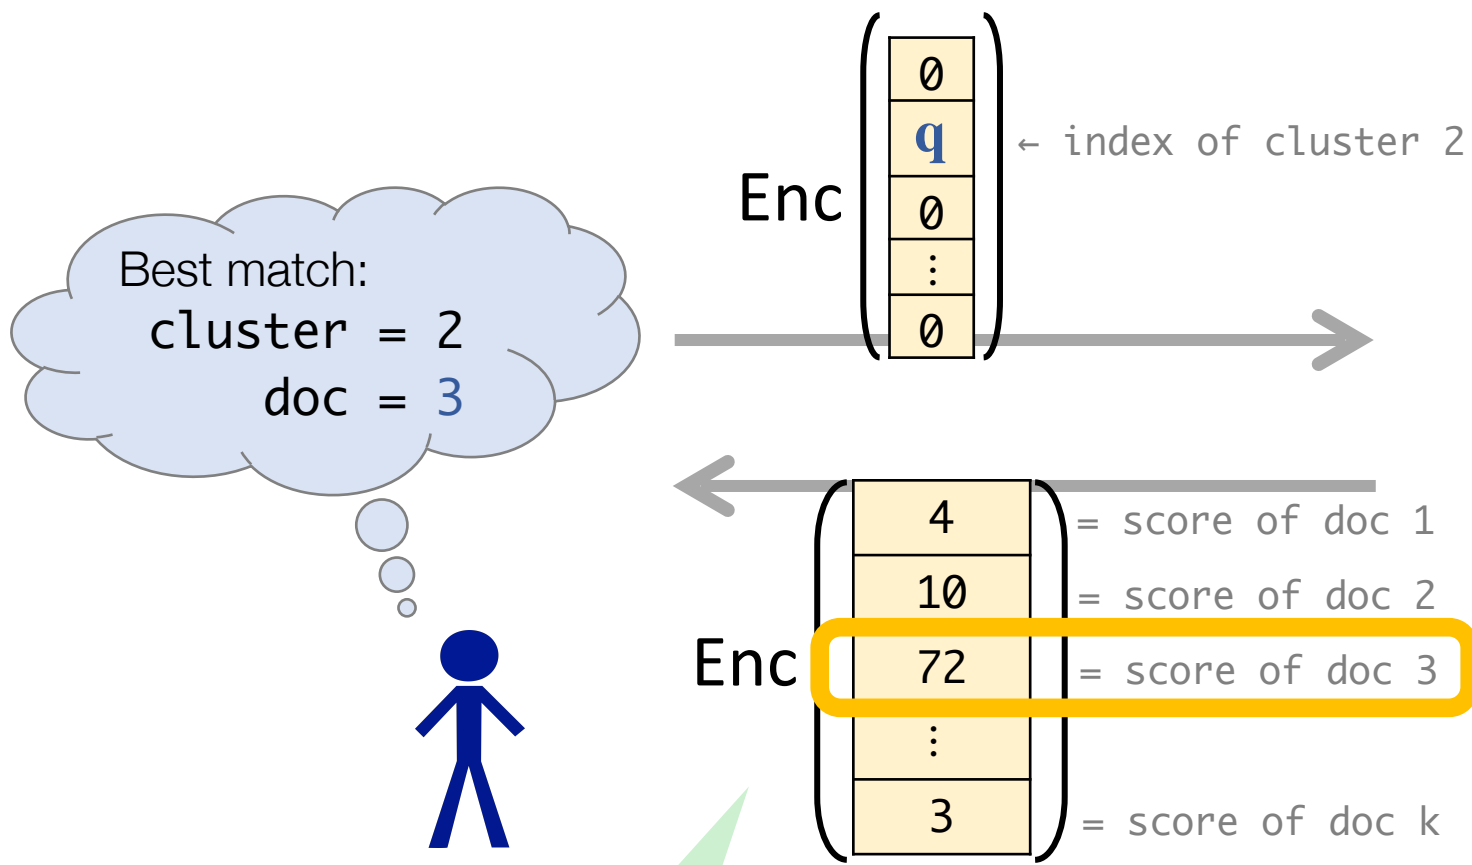 0
q ← index of cluster 2
Enc
0
⋮
0
Best match:
cluster = 2
doc = 3
4 = score of doc 1
10 = score of doc 2
Enc
72 = score of doc 3
⋮
3 = score of doc k